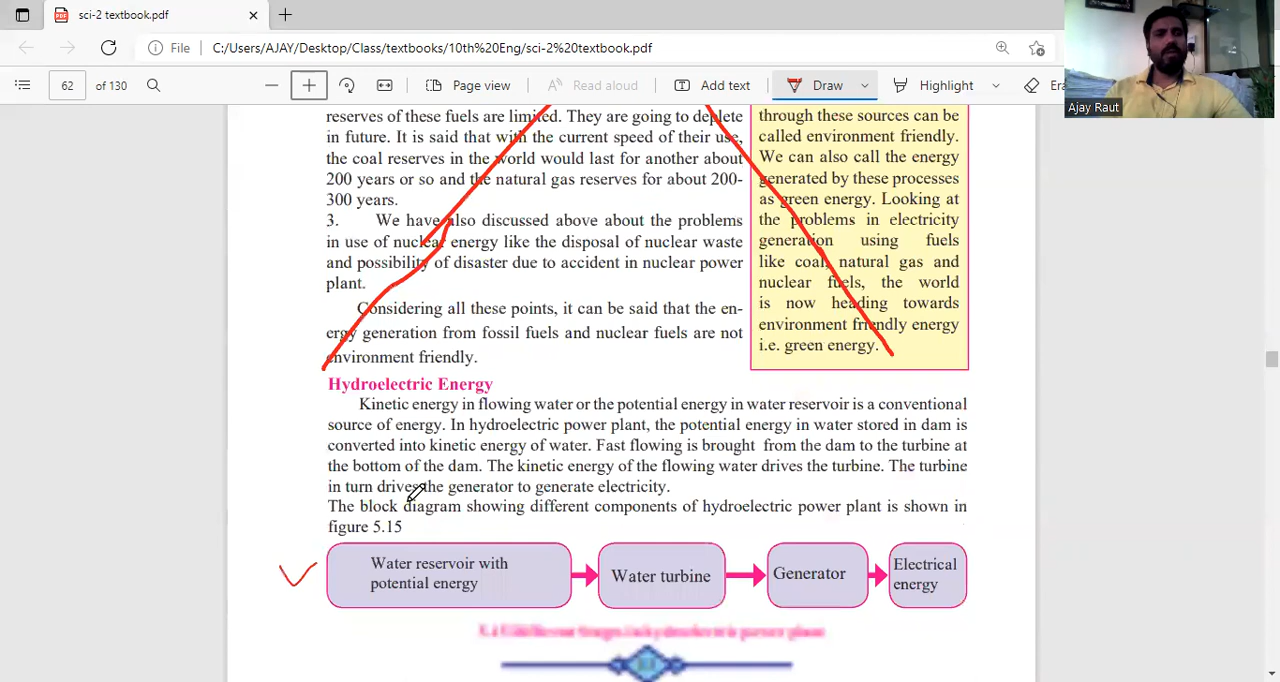 sci-2 textbook.pdf
File
C:/Users/AJAY/Desktop/Class/textbooks/10th%20Eng/sci-2%20textbook.pdf
62 of 130
Page view
Read aloud
Add text
Draw
Highlight
Era
Ajay Raut
reserves of these fuels are limited. They are going to deplete
in future. It is said that with the current speed of their use,
the coal reserves in the world would last for another about
200 years or so and the natural gas reserves for about 200-
300 years.
3. We have also discussed above about the problems
in use of nuclear energy like the disposal of nuclear waste
and possibility of disaster due to accident in nuclear power
plant.
Considering all these points, it can be said that the en-
ergy generation from fossil fuels and nuclear fuels are not
environment friendly.
through these sources can be
called environment friendly.
We can also call the energy
generated by these processes
as green energy. Looking at
the problems in electricity
generation using fuels
like coal, natural gas and
nuclear fuels, the world
is now heading towards
environment friendly energy
i.e. green energy.
Hydroelectric Energy
Kinetic energy in flowing water or the potential energy in water reservoir is a conventional
source of energy. In hydroelectric power plant, the potential energy in water stored in dam is
converted into kinetic energy of water. Fast flowing is brought from the dam to the turbine at
the bottom of the dam. The kinetic energy of the flowing water drives the turbine. The turbine
in turn drives the generator to generate electricity.
The block diagram showing different components of hydroelectric power plant is shown in
figure 5.15
Water reservoir with
potential energy
Water turbine
Generator
Electrical
energy